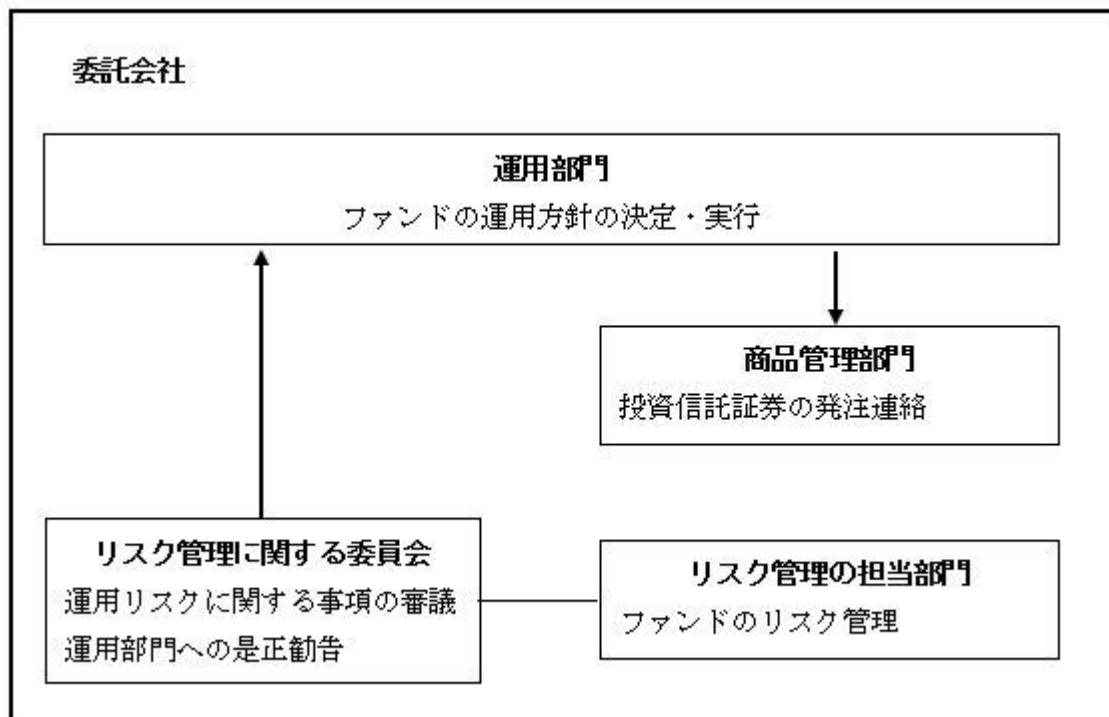 委託会社
運用部門
ファンドの運用方針の決定・実行
商品管理部門
投資信託証券の発注連絡
リスク管理に関する委員会
運用リスクに関する事項の審議
運用部門への是正勧告
リスク管理の担当部門
ファンドのリスク管理